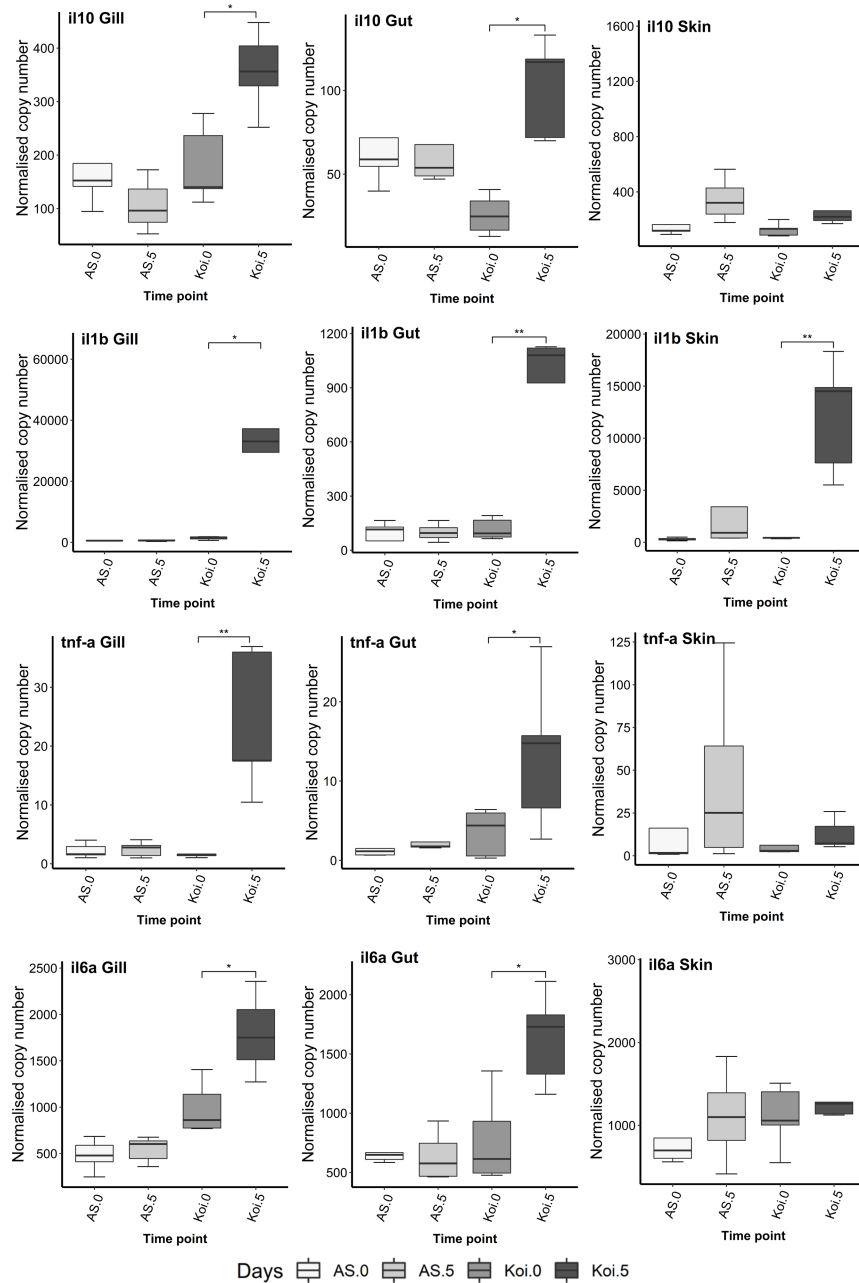 il10 Gill
*
Normalised copy number
400
300
200
100
AS.0
AS.5
Koi.0
Koi.5
Time point
il10 Gut
*
Normalised copy number
100
50
AS.0
AS.5
Koi.0
Koi.5
Time point
il10 Skin
Normalised copy number
1600
1200
800
400
AS.0
AS.5
Koi.0
Koi.5
Time point
il1b Gill
*
Normalised copy number
60000
40000
20000
0
AS.0
AS.5
Koi.0
Koi.5
Time point
il1b Gut
**
Normalised copy number
1200
900
600
300
0
AS.0
AS.5
Koi.0
Koi.5
Time point
il1b Skin
**
Normalised copy number
20000
15000
10000
5000
0
AS.0
AS.5
Koi.0
Koi.5
Time point
tnf-a Gill
**
Normalised copy number
30
20
10
0
AS.0
AS.5
Koi.0
Koi.5
Time point
tnf-a Gut
*
Normalised copy number
20
10
0
AS.0
AS.5
Koi.0
Koi.5
Time point
tnf-a Skin
Normalised copy number
125
100
75
50
25
0
AS.0
AS.5
Koi.0
Koi.5
Time point
il6a Gill
*
Normalised copy number
2500
2000
1500
1000
500
AS.0
AS.5
Koi.0
Koi.5
Time point
il6a Gut
*
Normalised copy number
2000
1500
1000
500
AS.0
AS.5
Koi.0
Koi.5
Time point
il6a Skin
Normalised copy number
3000
2000
1000
AS.0
AS.5
Koi.0
Koi.5
Time point
Days AS.0 AS.5 Koi.0 Koi.5